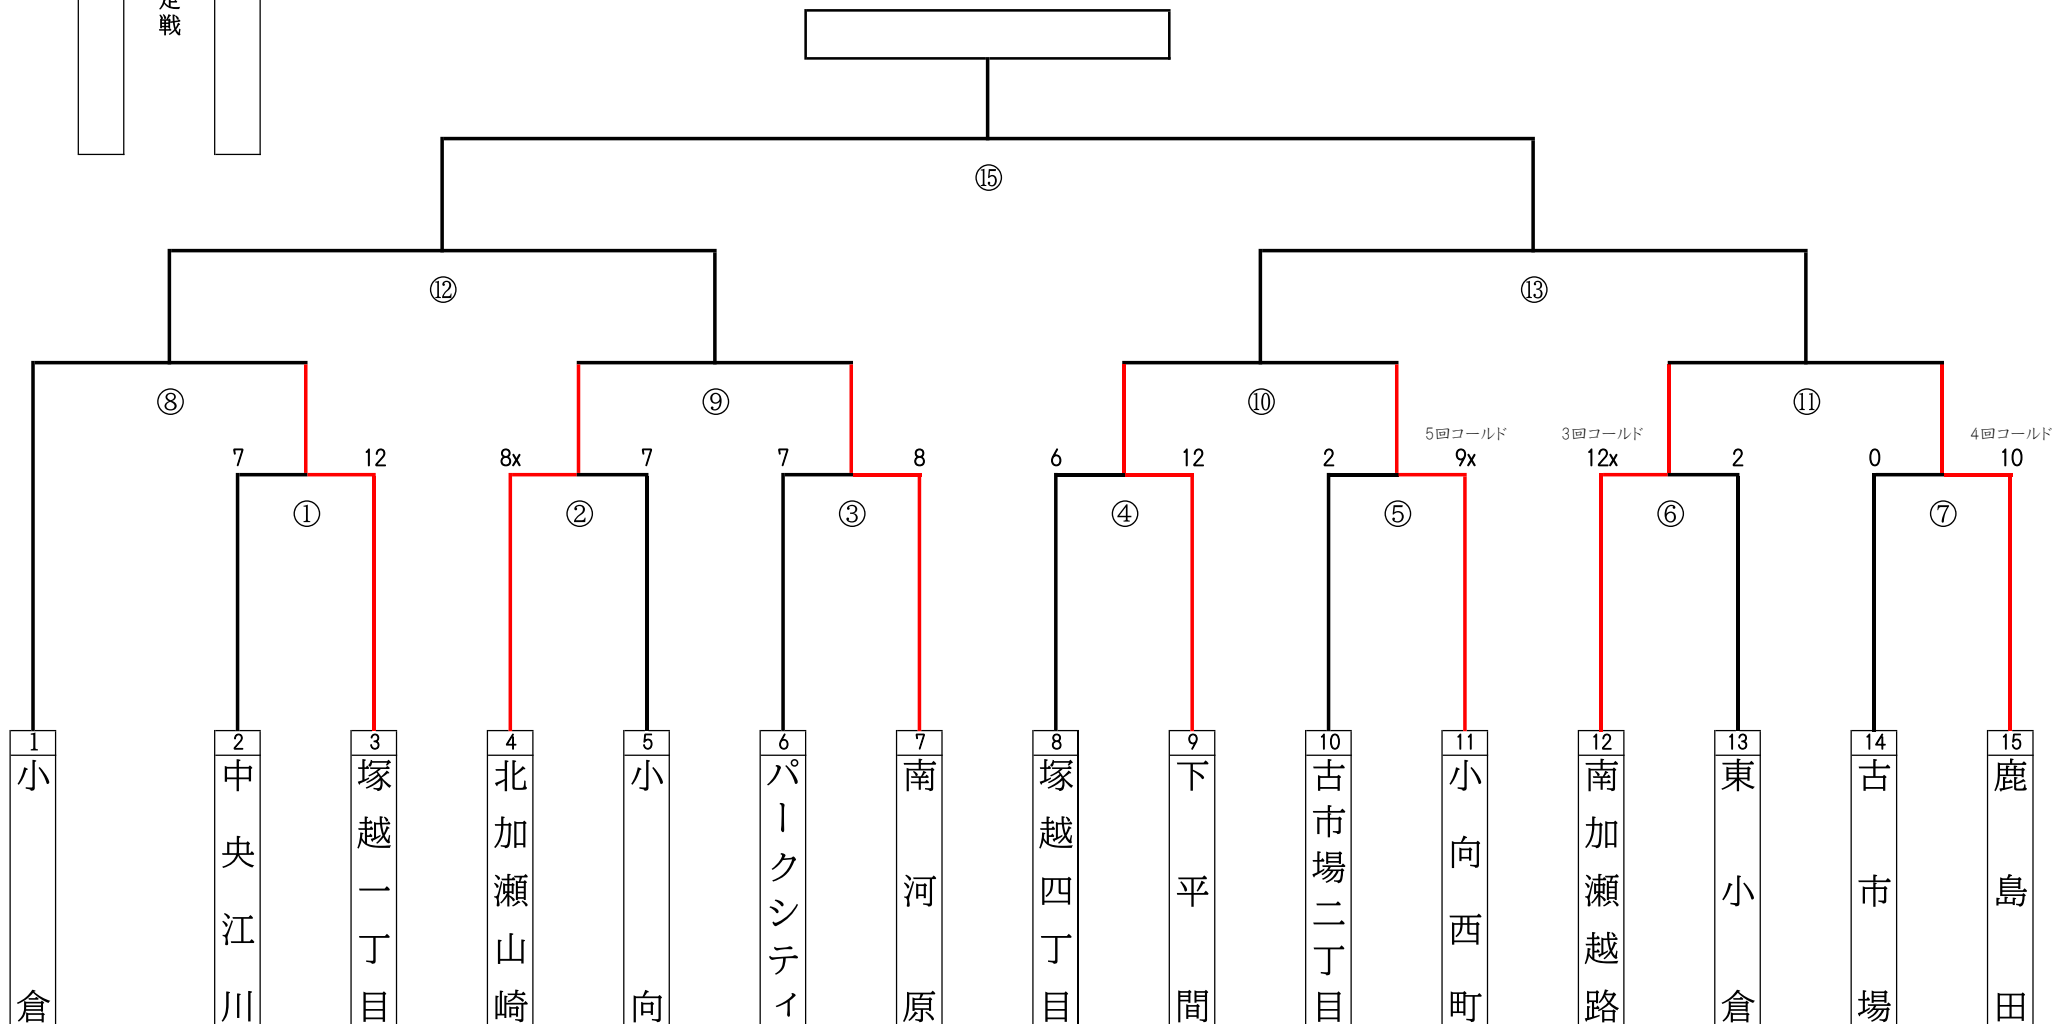 定戦
⑮
⑫
⑬
⑧
⑨
⑩
⑪
5回コールド
3回コールド
4回コールド
7
12
8x
7
7
8
6
12
2
9x
12x
2
0
10
①
②
③
④
⑤
⑥
⑦
1
小倉
2
中央江川
3
塚越一丁目
4
北加瀬山崎
5
小向
6
パークシティ
7
南河原
8
塚越四丁目
9
下平間
10
古市場二丁目
11
小向西町
12
南加瀬越路
13
東小倉
14
古市場
15
鹿島田